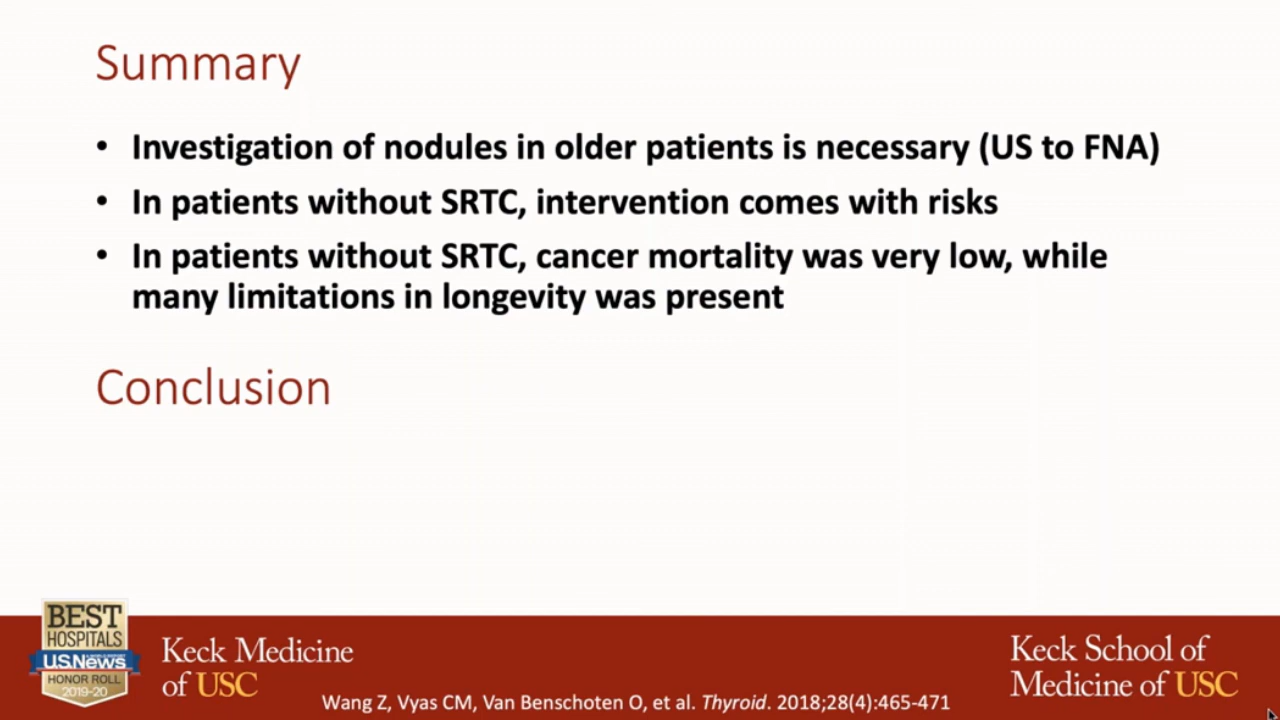 Summary
• Investigation of nodules in older patients is necessary (US to FNA)
• In patients without SRTC, intervention comes with risks
• In patients without SRTC, cancer mortality was very low, while
many limitations in longevity was present
Conclusion
BEST
HOSPITALS
U.S.News
HONOR ROLL
2019-20
Keck Medicine
of USC
Wang Z, Vyas CM, Van Benschoten O, et al. Thyroid. 2018;28(4):465-471
Keck School of
Medicine of USC